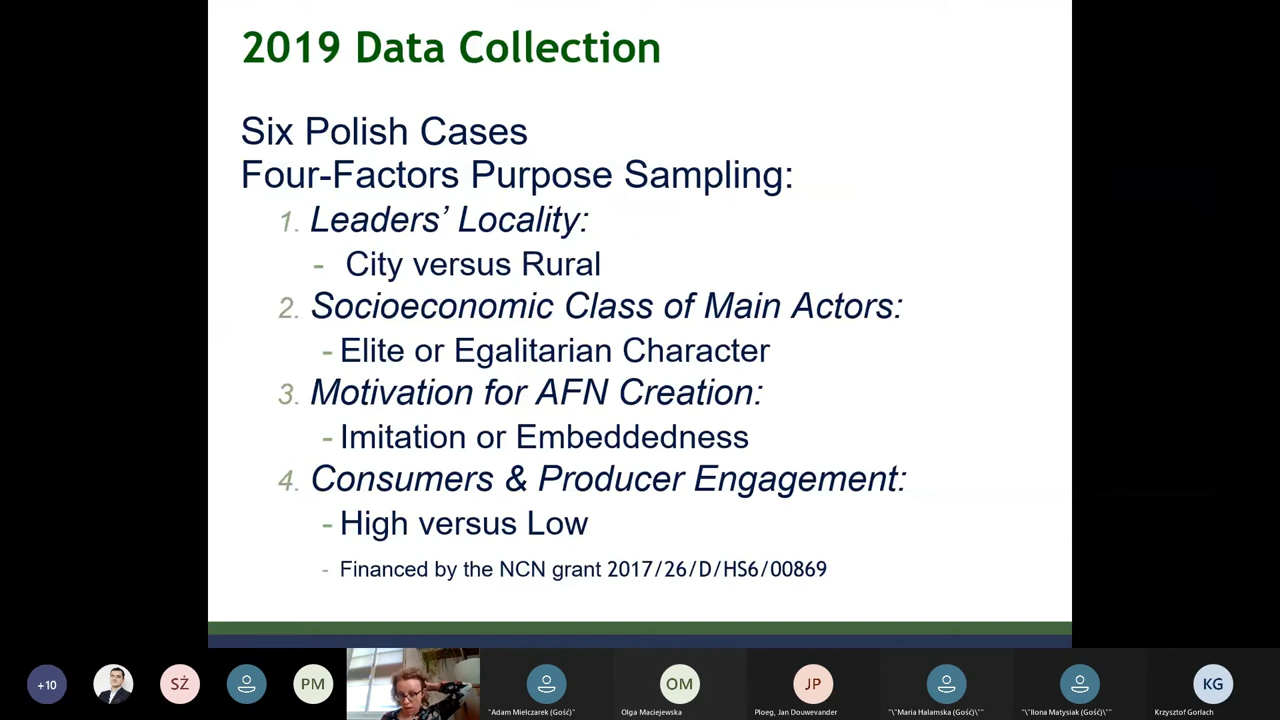 2019 Data Collection
Six Polish Cases
Four-Factors Purpose Sampling:
1. Leaders’ Locality:
- City versus Rural
2. Socioeconomic Class of Main Actors:
- Elite or Egalitarian Character
3. Motivation for AFN Creation:
- Imitation or Embeddedness
4. Consumers & Producer Engagement:
- High versus Low
- Financed by the NCN grant 2017/26/D/HS6/00869
+10
SŻ
PM
OM
JP
KG
"Adam Mielczarek (Gość)"
Olga Maciejewska
Ploeg, Jan Douwevander
"\"Maria Halamska (Gość)\""
"\"Ilona Matysiak (Gość)\"
Krzysztof Gorlach